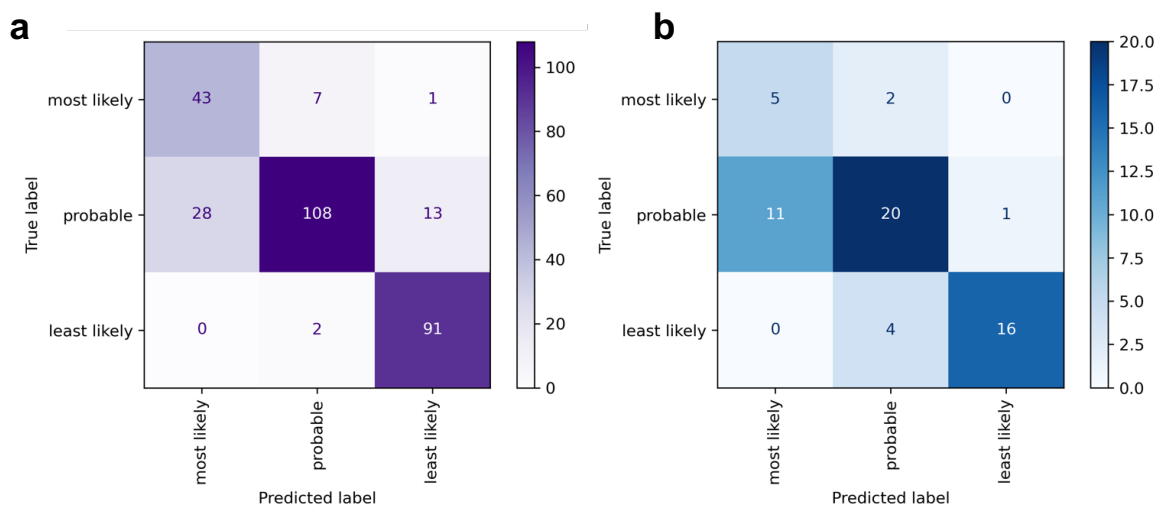 a
most likely
probable
least likely
True label
43 7 1
28 108 13
0 2 91
most likely
probable
least likely
Predicted label
100
80
60
40
20
0
b
most likely
probable
least likely
True label
5 2 0
11 20 1
0 4 16
most likely
probable
least likely
Predicted label
20.0
17.5
15.0
12.5
10.0
7.5
5.0
2.5
0.0